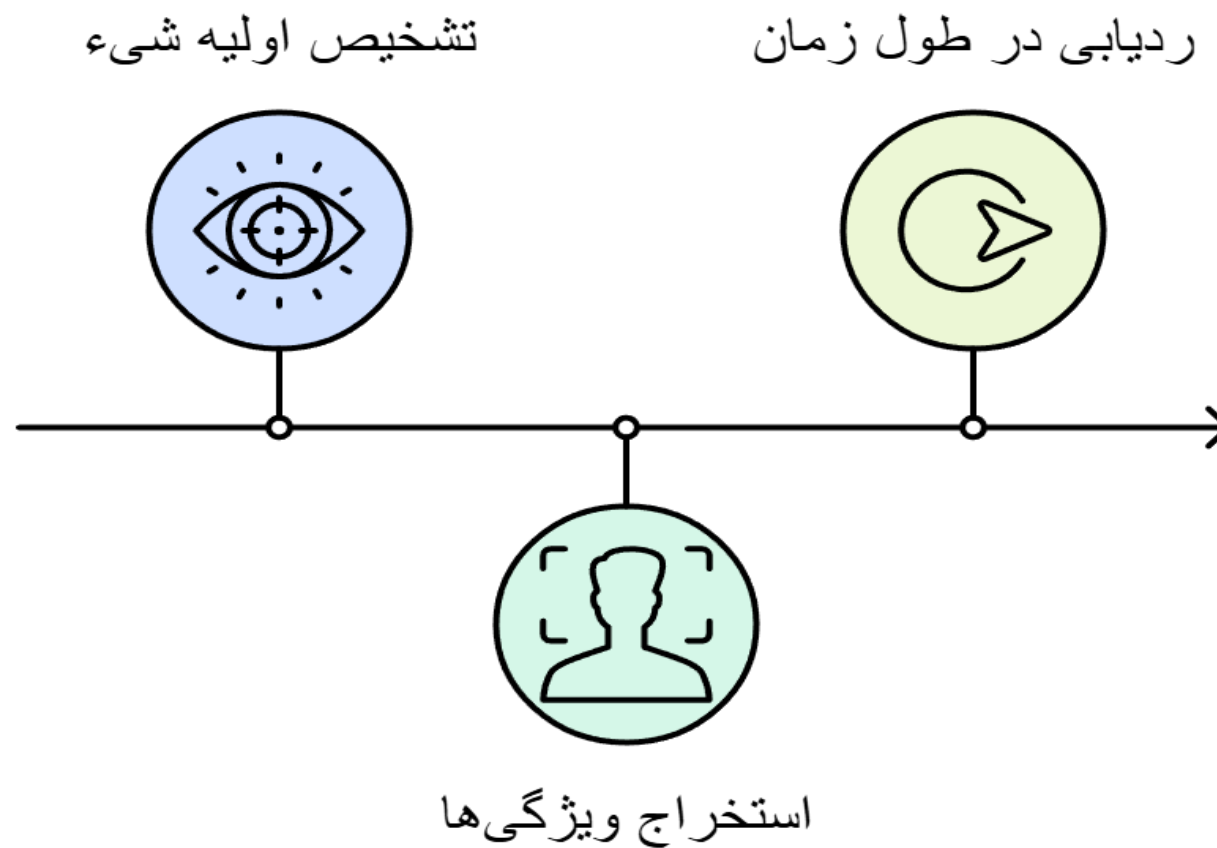 تشخیص اولیه شیء
ردیابی در طول زمان
استخراج ویژگی‌ها